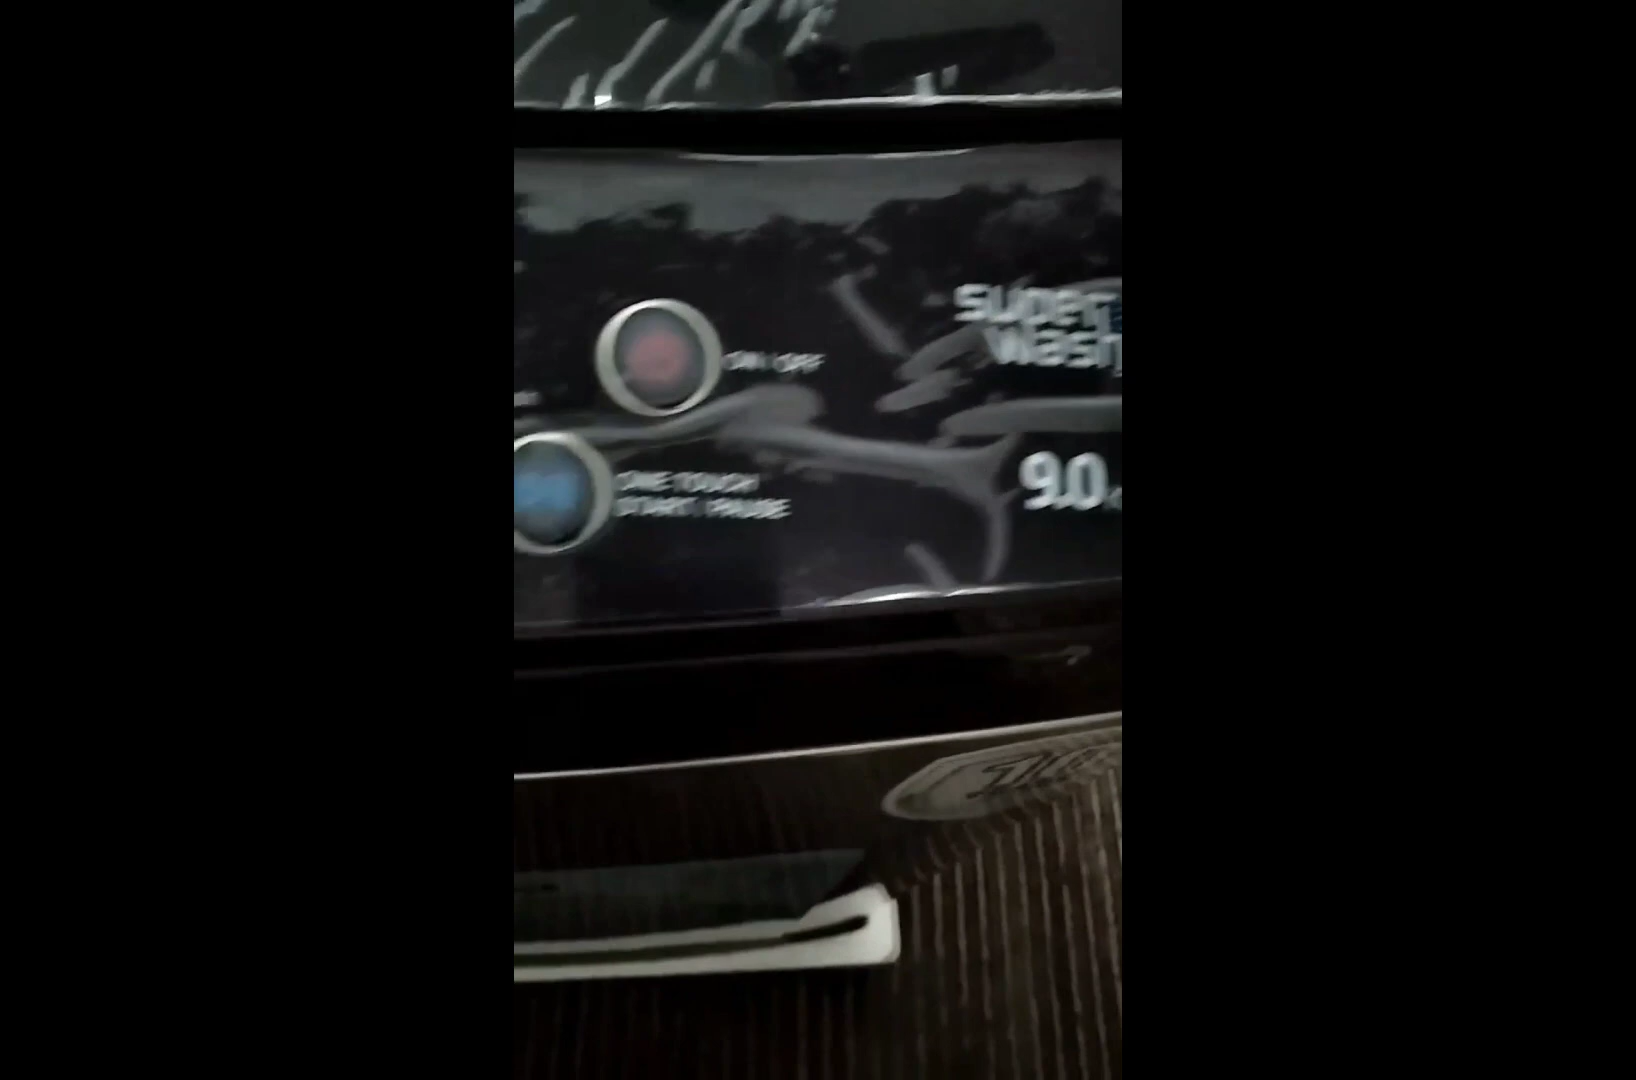 super
wash
ON / OFF
9.0
ONE TOUCH
START / PAUSE